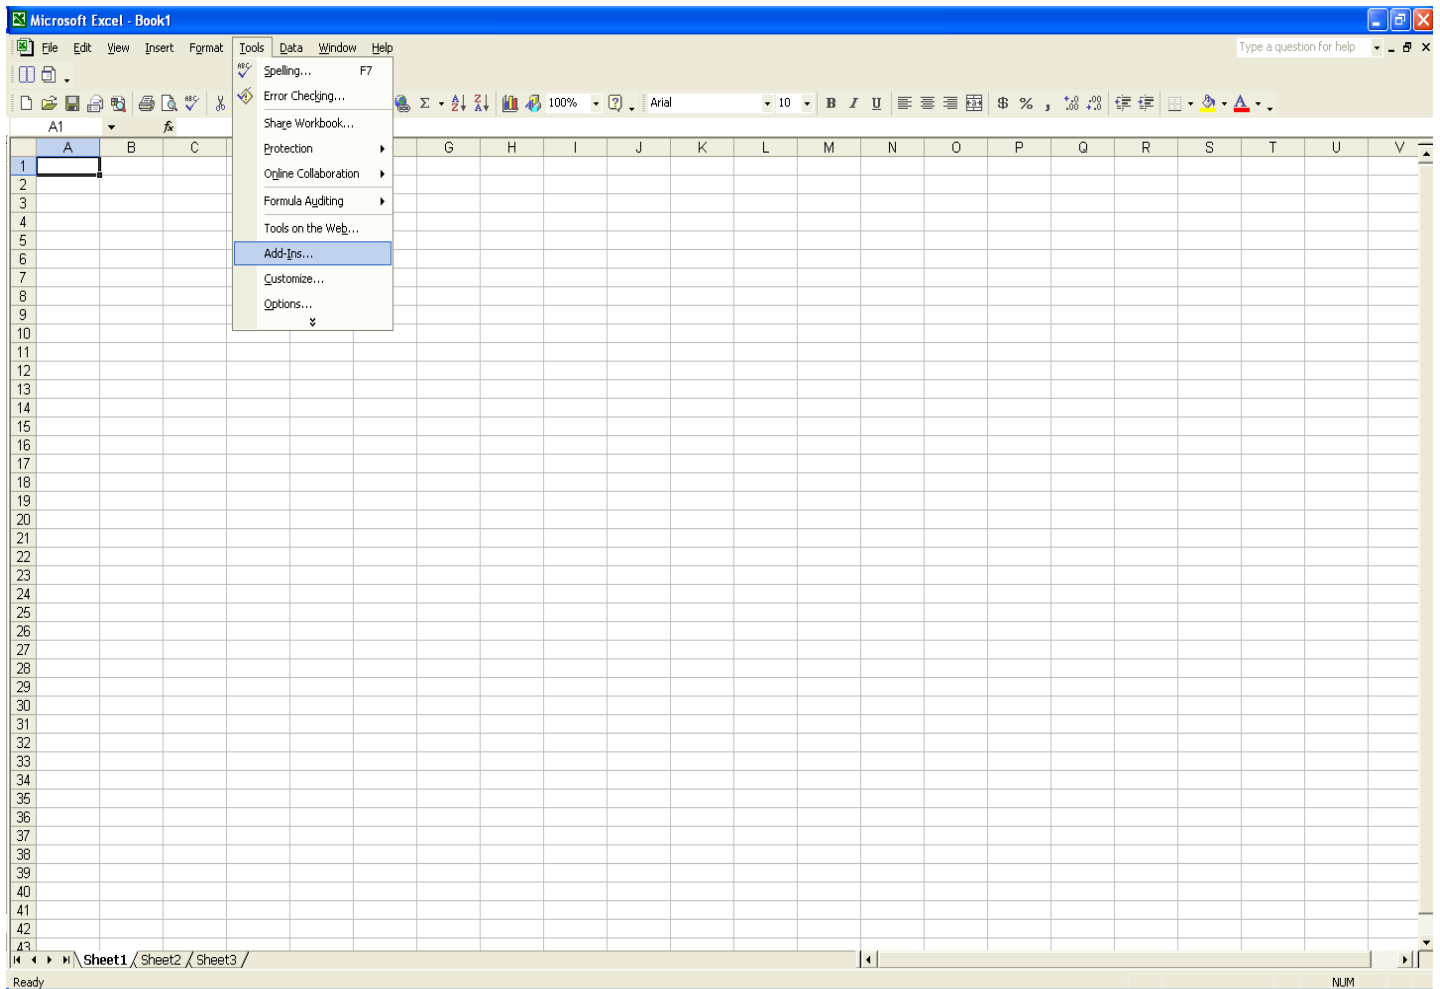 Microsoft Excel - Book1
File Edit View Insert Format Tools Data Window Help
Type a question for help
Spelling... F7
Error Checking...
Share Workbook...
Protection
Online Collaboration
Formula Auditing
Tools on the Web...
Add-Ins...
Customize...
Options...
100% Arial 10 B I U $ % ,
A1 fx
A B C G H I J K L M N O P Q R S T U V
1
2
3
4
5
6
7
8
9
10
11
12
13
14
15
16
17
18
19
20
21
22
23
24
25
26
27
28
29
30
31
32
33
34
35
36
37
38
39
40
41
42
43
Sheet1 Sheet2 Sheet3
Ready NUM